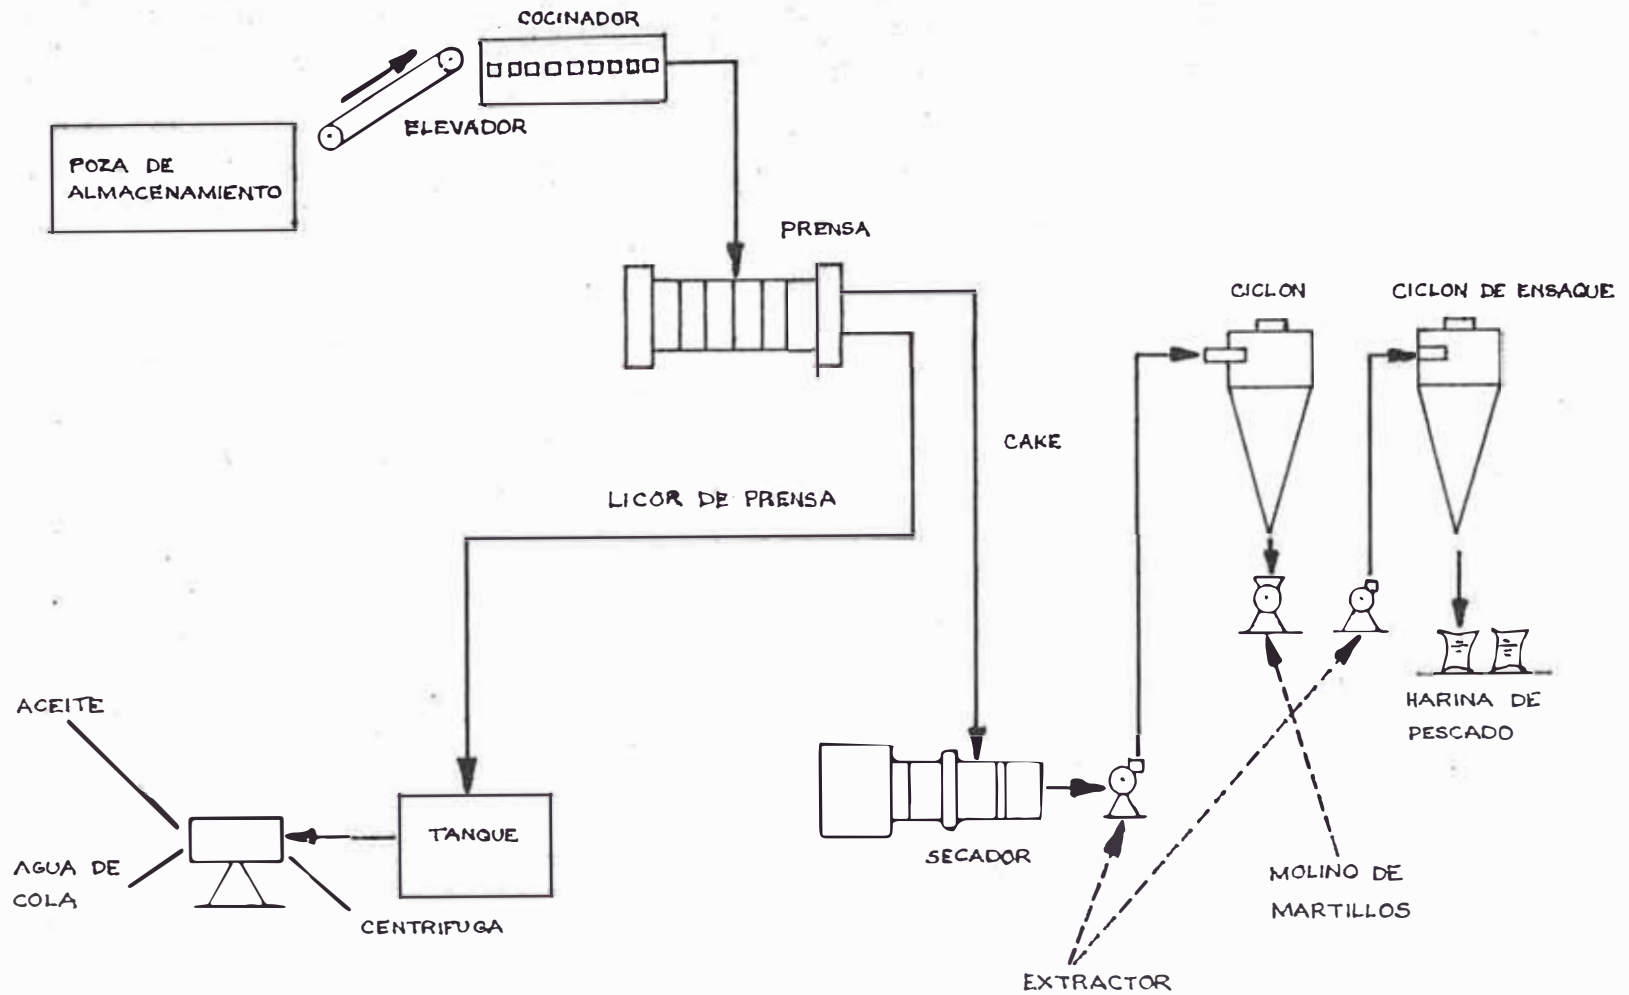 COCINADOR
ELEVADOR
POZA DE
ALMACENAMIENTO
PRENSA
CICLON
CICLON DE ENSAQUE
CAKE
LICOR DE PRENSA
HARINA DE
PESCADO
ACEITE
TANQUE
AGUA DE
COLA
CENTRIFUGA
SECADOR
MOLINO DE
MARTILLOS
EXTRACTOR